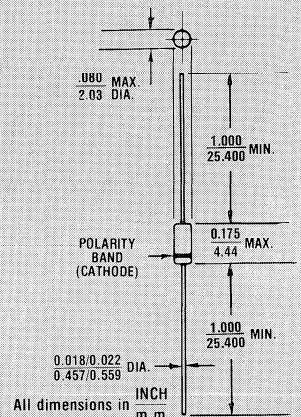 .080 MAX.
2.03 DIA.
1.000 MIN.
25.400
0.175 MAX.
4.44
POLARITY
BAND
(CATHODE)
1.000 MIN.
25.400
0.018/0.022 DIA.
0.457/0.559
All dimensions in INCH
m m